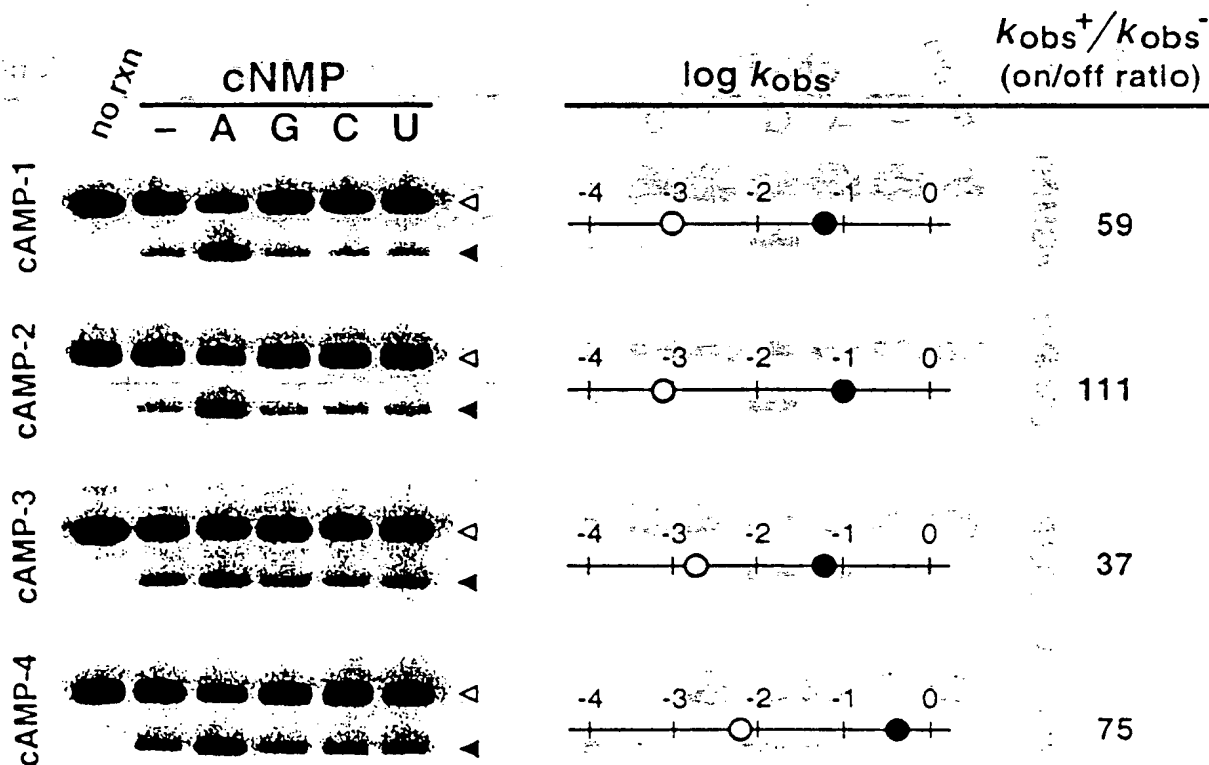 no rxn
cNMP
log kobs
kobs+/kobs-
(on/off ratio)
- A G C U
cAMP-1
-4 -3 -2 -1 0
59
cAMP-2
-4 -3 -2 -1 0
111
cAMP-3
-4 -3 -2 -1 0
37
cAMP-4
-4 -3 -2 -1 0
75